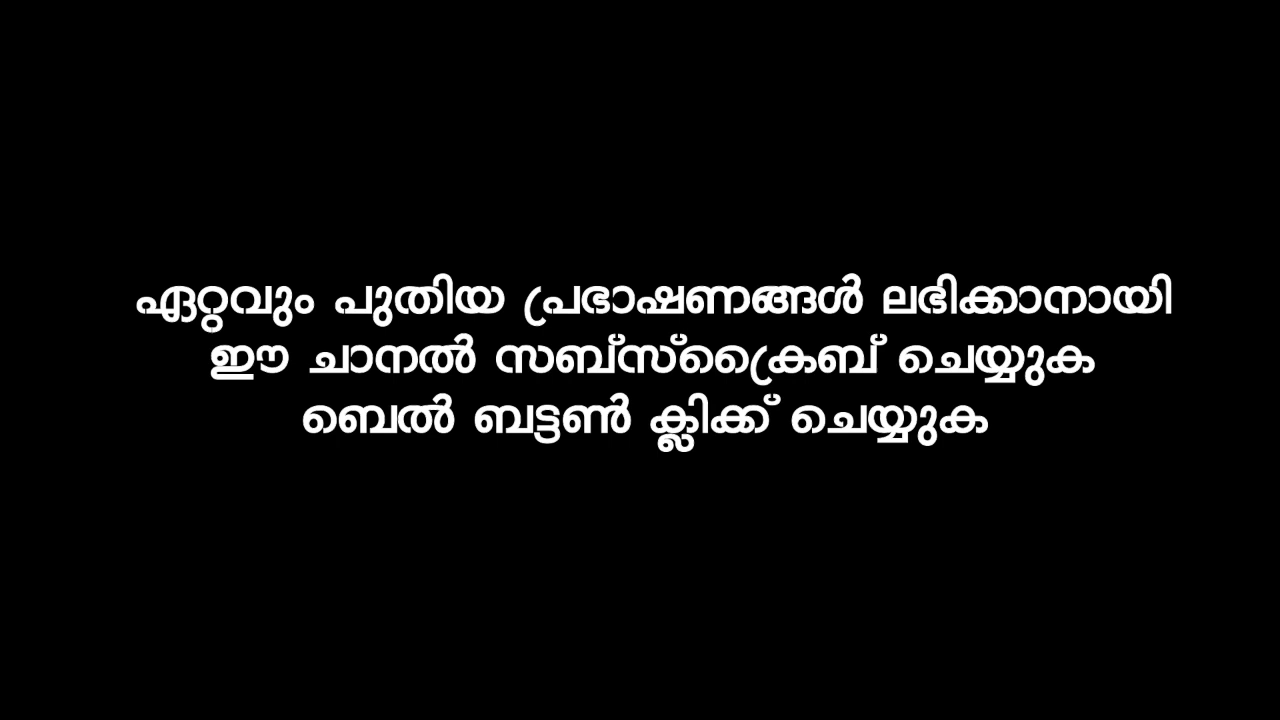 ഏറ്റവും പുതിയ പ്രഭാഷണങ്ങൾ ലഭിക്കാനായി
ഈ ചാനൽ സബ്സ്ക്രൈബ് ചെയ്യുക
ബെൽ ബട്ടൺ ക്ലിക്ക് ചെയ്യുക